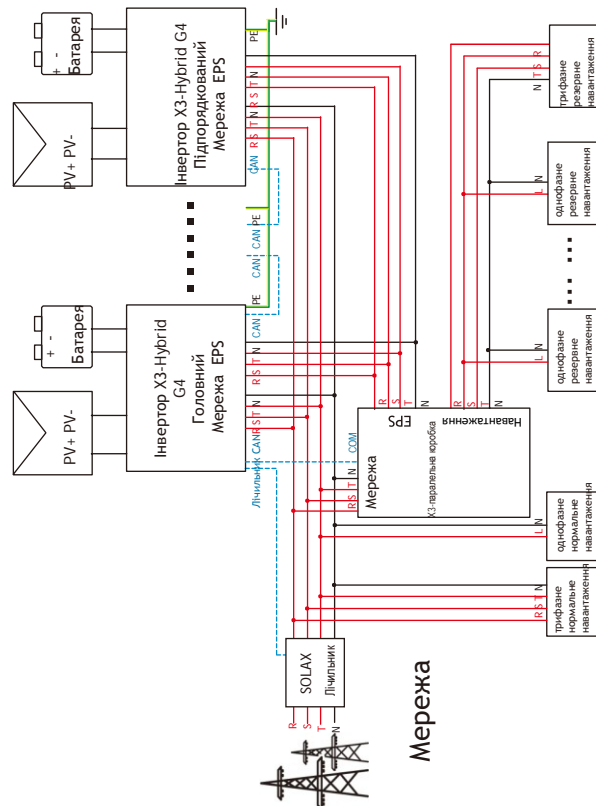 Мережа
R
S
T
N
SOLAX
Лічильник
PV+ PV-
+ -
Батарея
Інвертор X3-Hybrid
G4
Головний
Мережа EPS
Лічильник
CAN
R S T N
R S T N
CAN
PE
CAN
CAN
PE
PV+ PV-
+ -
Батарея
Інвертор X3-Hybrid G4
Підпорядкований
Мережа EPS
CAN
R S T N
R S T N
PE
COM
R S T N
Мережа
X3-паралельна коробка
EPS
R
S
T
N
Навантаження
R
S
T
N
R S T N
трифазне
нормальне
навантаження
L N
однофазне
нормальне
навантаження
L N
однофазне
резервне
навантаження
L N
однофазне
резервне
навантаження
N T S R
трифазне
резервне
навантаження